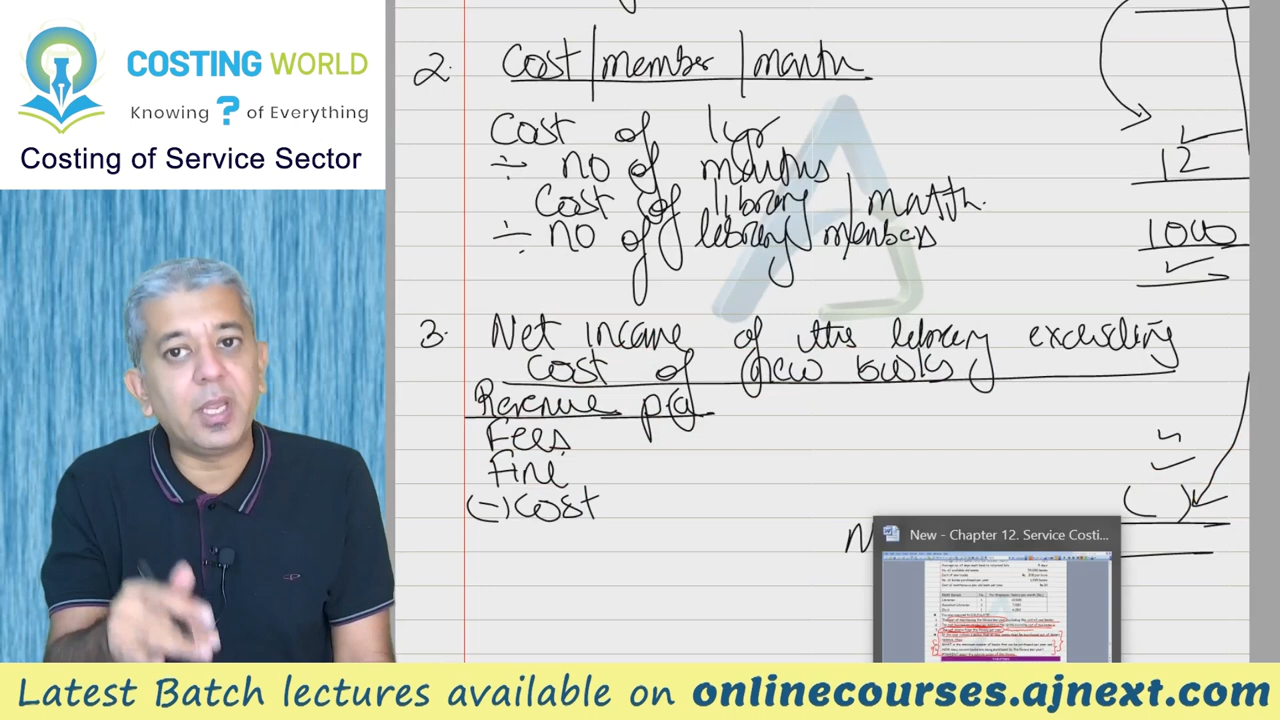 COSTING WORLD
Knowing ? of Everything
Costing of Service Sector
2. Cost/member/month
Cost of 1yr
÷ no of months 12
Cost of library / month.
÷ no of library members 1000
3. Net income of the library excluding
cost of new books
Revenue p.a
Fees
Fine
(-) Cost ( )
N
New - Chapter 12. Service Costi...
Latest Batch lectures available on onlinecourses.ajnext.com